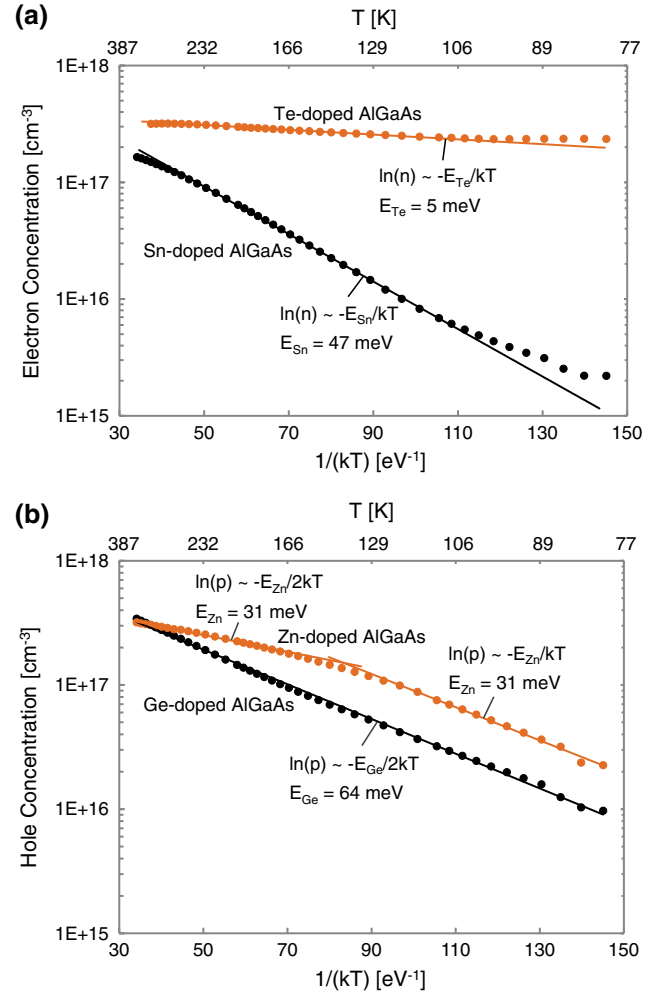 (a)
T [K]
387 232 166 129 106 89 77
1E+18
Te-doped AlGaAs
ln(n) ~ -E_Te/kT
E_Te = 5 meV
1E+17
Sn-doped AlGaAs
ln(n) ~ -E_Sn/kT
E_Sn = 47 meV
1E+16
1E+15
Electron Concentration [cm⁻³]
30 50 70 90 110 130 150
1/(kT) [eV⁻¹]
(b)
T [K]
387 232 166 129 106 89 77
1E+18
ln(p) ~ -E_Zn/2kT
E_Zn = 31 meV
Zn-doped AlGaAs
ln(p) ~ -E_Zn/kT
E_Zn = 31 meV
1E+17
Ge-doped AlGaAs
ln(p) ~ -E_Ge/2kT
E_Ge = 64 meV
1E+16
1E+15
Hole Concentration [cm⁻³]
30 50 70 90 110 130 150
1/(kT) [eV⁻¹]